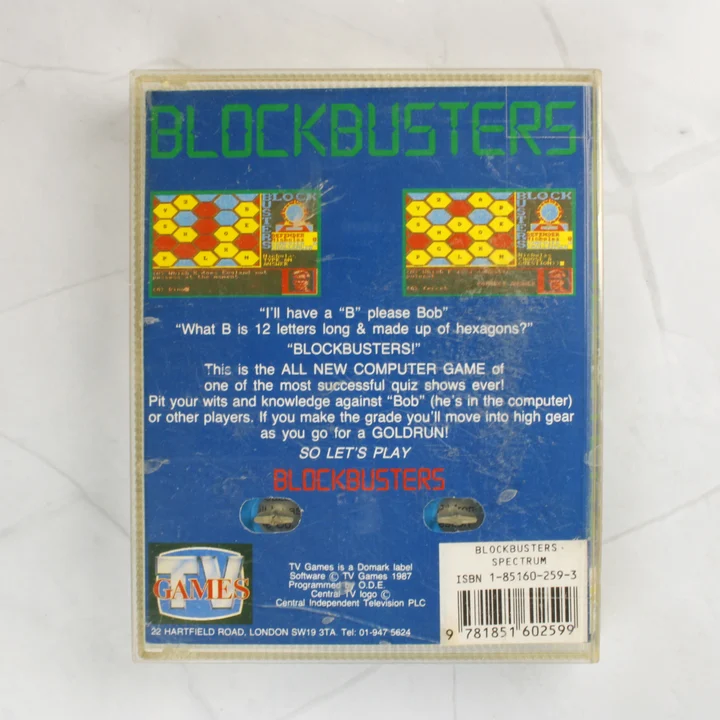 BLOCKBUSTERS
BLOCK
BUSTERS
BLOCK
BUSTERS
"I'll have a "B" please Bob"
"What B is 12 letters long & made up of hexagons?"
"BLOCKBUSTERS!"
This is the ALL NEW COMPUTER GAME of
one of the most successful quiz shows ever!
Pit your wits and knowledge against "Bob" (he's in the computer)
or other players. If you make the grade you'll move into high gear
as you go for a GOLDRUN!
SO LET'S PLAY
BLOCKBUSTERS
TV
GAMES
TV Games is a Domark label
Software © TV Games 1987
Programmed by O.D.E.
Central TV logo ©
Central Independent Television PLC
22 HARTFIELD ROAD, LONDON SW19 3TA. Tel: 01-947 5624
BLOCKBUSTERS -
SPECTRUM
ISBN 1-85160-259-3
9 781851 602599